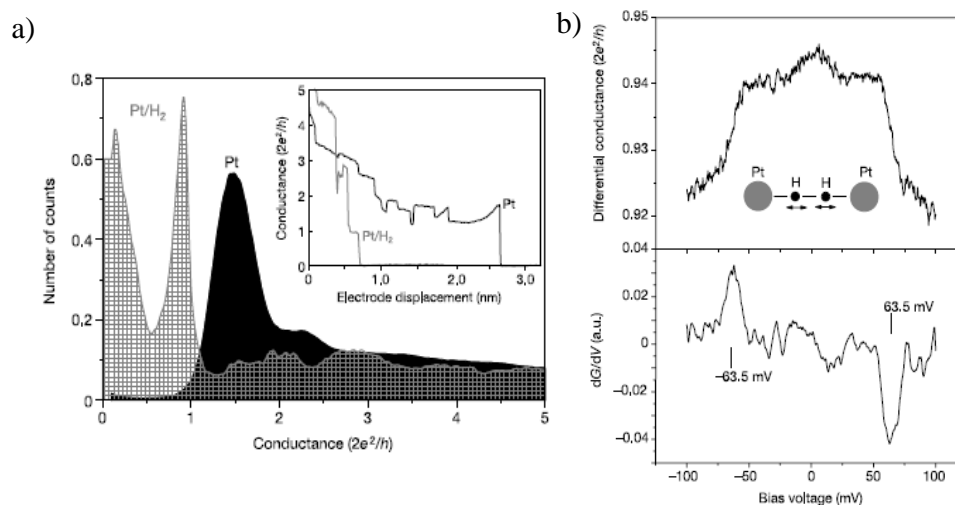 a)
Number of counts
0,8
0.6
0.4
0.2
0
Pt/H₂
Pt
0
1
2
3
4
5
Conductance (2e²/h)
Conductance (2e²/h)
5
4
3
2
1
0
Pt
Pt/H₂
0
1,0
2,0
3,0
Electrode displacement (nm)
b)
Differential conductance (2e²/h)
0.95
0.94
0.93
0.92
Pt H H Pt
dG/dV (a.u.)
0.04
0.02
0
−0.02
−0.04
63.5 mV
−63.5 mV
−100 −50 0 50 100
Bias voltage (mV)